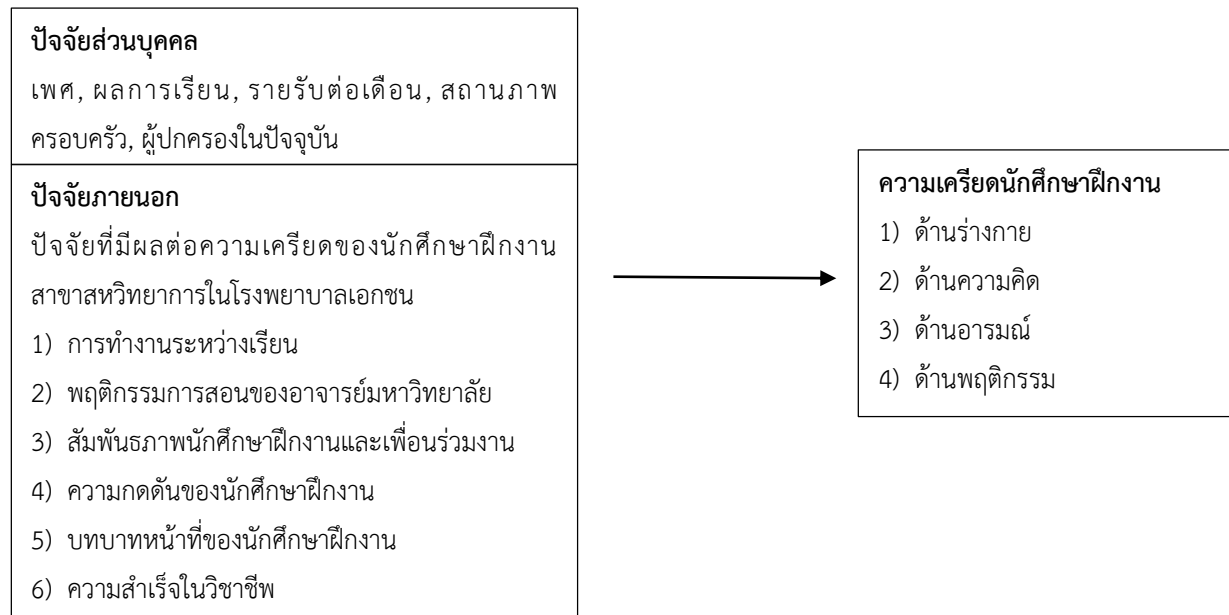 ปัจจัยส่วนบุคคล
เพศ, ผลการเรียน, รายรับต่อเดือน, สถานภาพ
ครอบครัว, ผู้ปกครองในปัจจุบัน
ปัจจัยภายนอก
ปัจจัยที่มีผลต่อความเครียดของนักศึกษาฝึกงาน
สาขาสหวิทยาการในโรงพยาบาลเอกชน
1) การทำงานระหว่างเรียน
2) พฤติกรรมการสอนของอาจารย์มหาวิทยาลัย
3) สัมพันธภาพนักศึกษาฝึกงานและเพื่อนร่วมงาน
4) ความกดดันของนักศึกษาฝึกงาน
5) บทบาทหน้าที่ของนักศึกษาฝึกงาน
6) ความสำเร็จในวิชาชีพ
ความเครียดนักศึกษาฝึกงาน
1) ด้านร่างกาย
2) ด้านความคิด
3) ด้านอารมณ์
4) ด้านพฤติกรรม